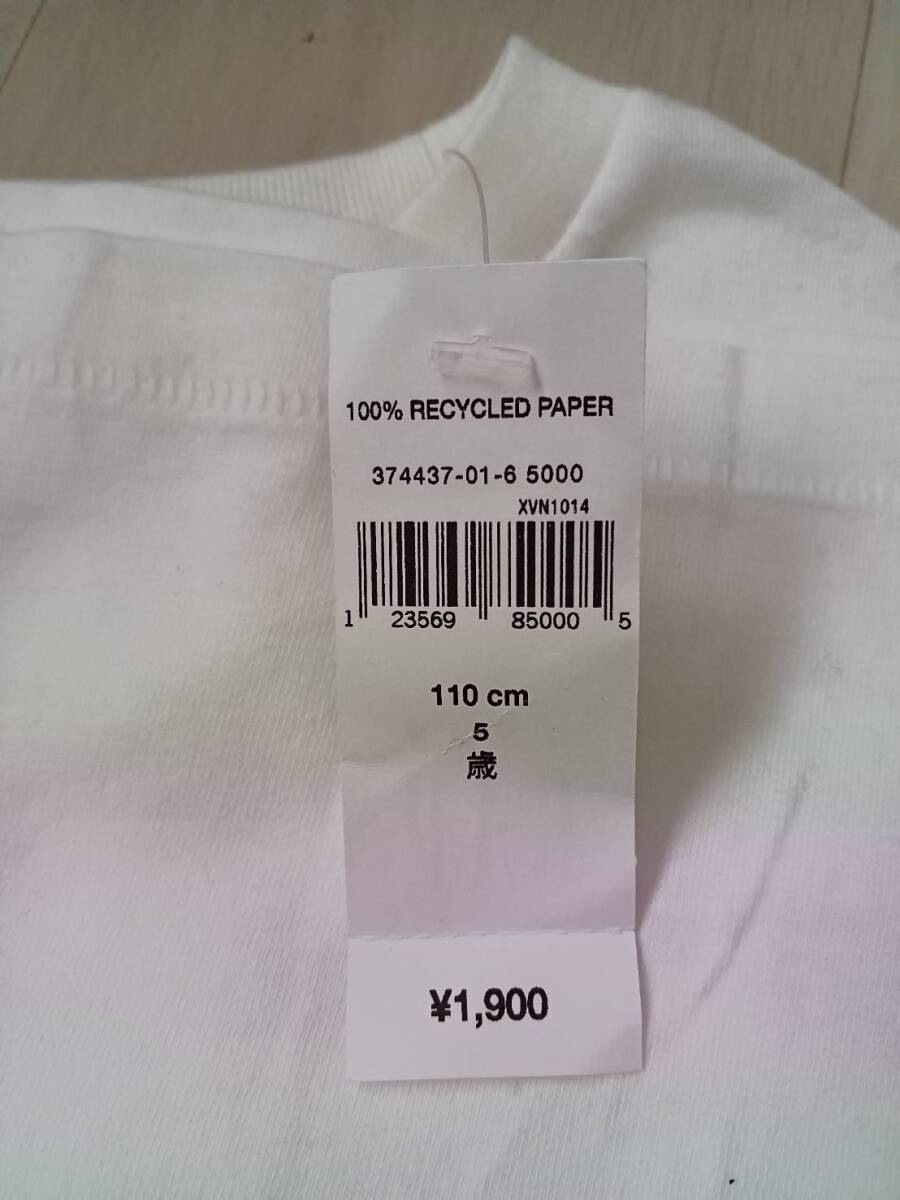 100% RECYCLED PAPER
374437-01-6 5000
XVN1014
1 23569 85000 5
110 cm
5
歳
¥1,900